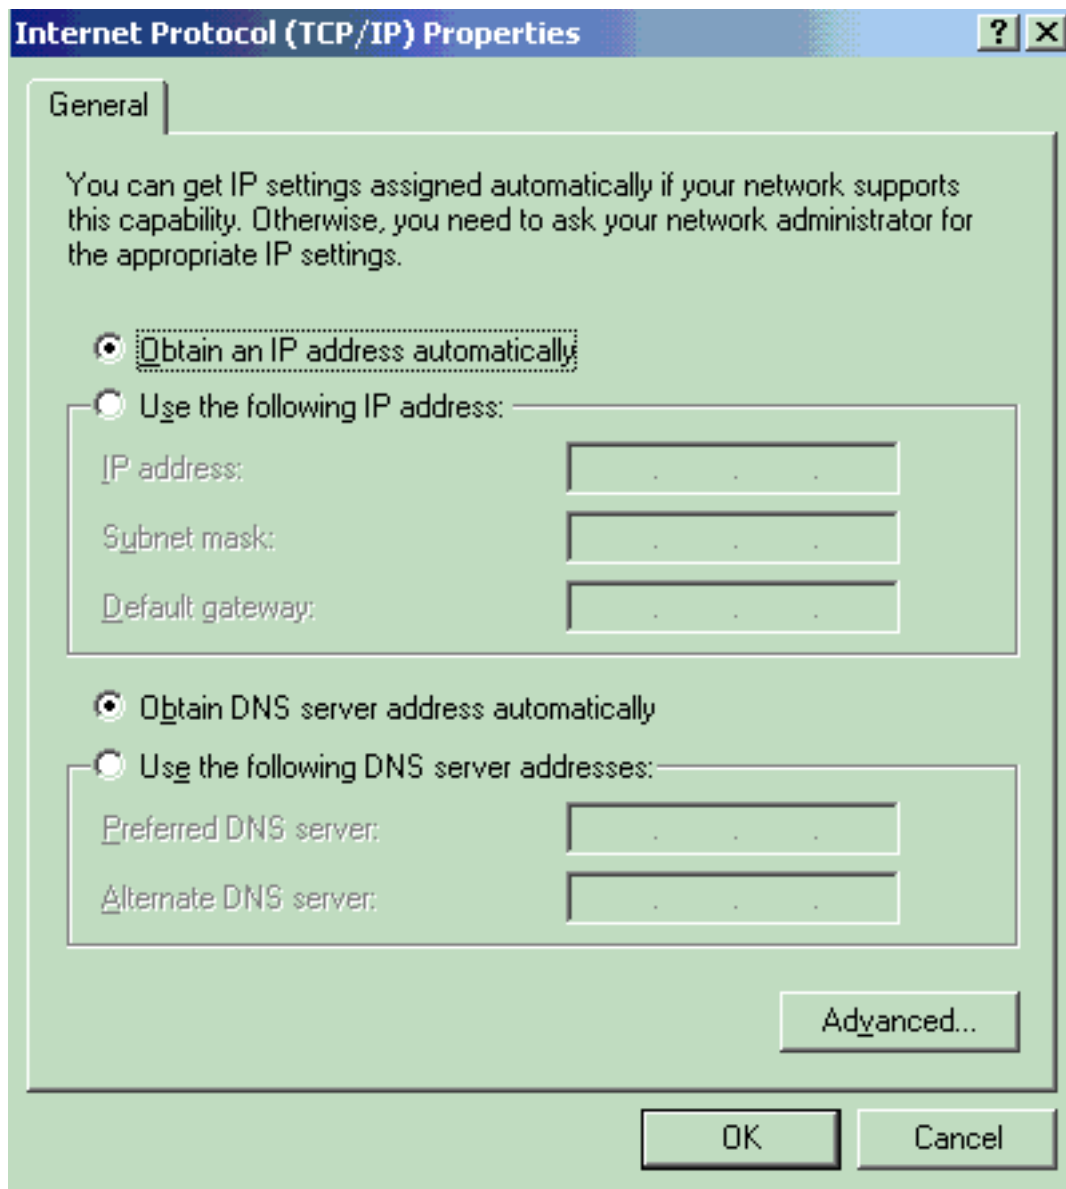 Internet Protocol (TCP/IP) Properties
General
You can get IP settings assigned automatically if your network supports
this capability. Otherwise, you need to ask your network administrator for
the appropriate IP settings.
Obtain an IP address automatically
Use the following IP address:
IP address:
Subnet mask:
Default gateway:
Obtain DNS server address automatically
Use the following DNS server addresses:
Preferred DNS server:
Alternate DNS server:
Advanced...
OK
Cancel